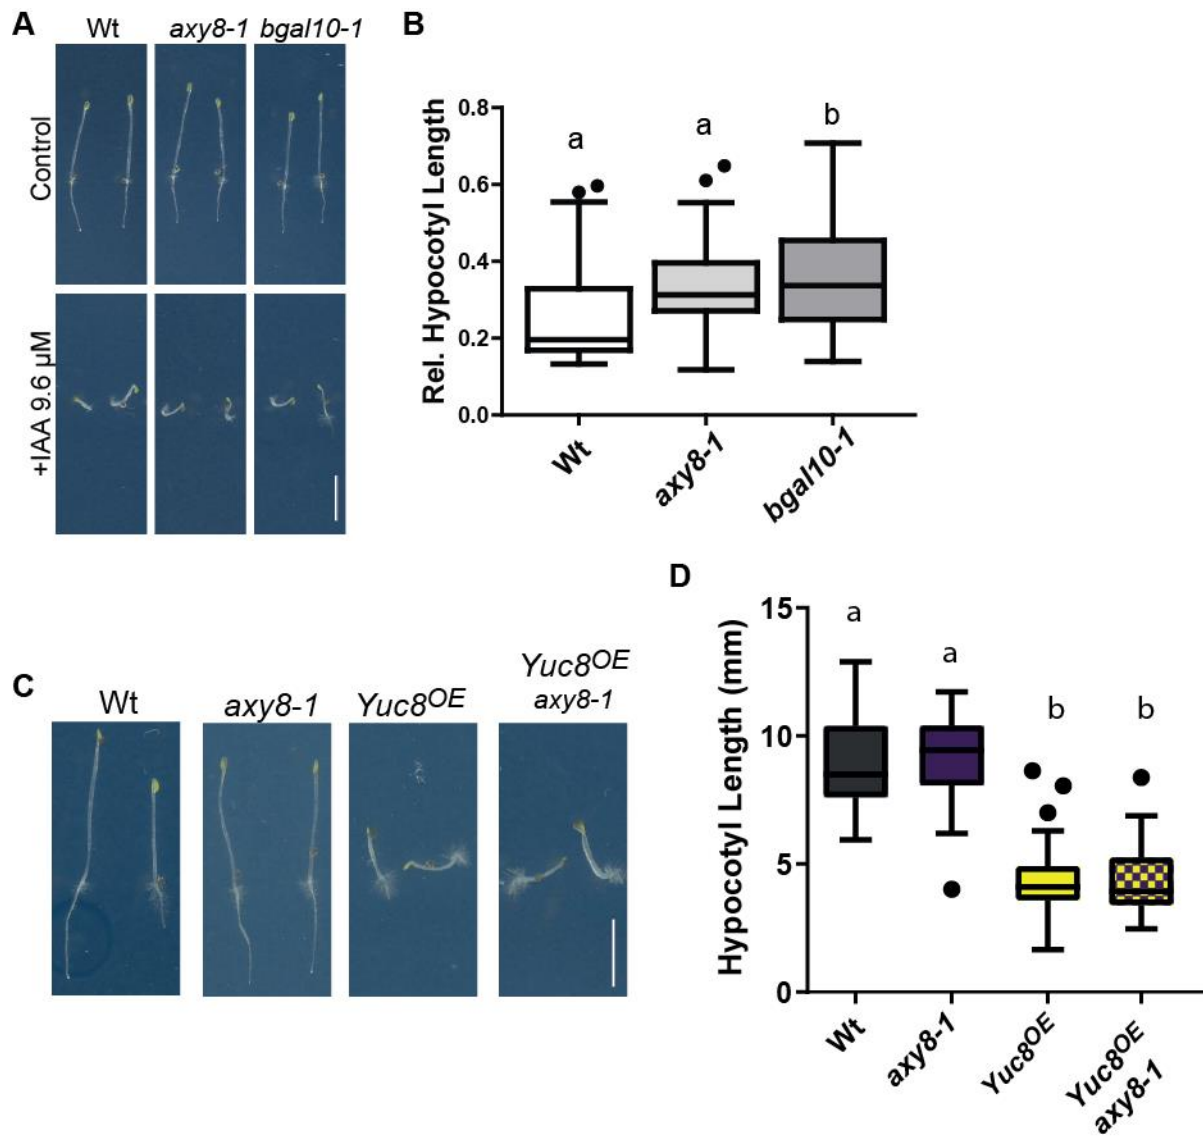 A
Wt axy8-1 bgal10-1
Control
+IAA 9.6 µM
B
Rel. Hypocotyl Length
0.8
0.6
0.4
0.2
0.0
a a b
Wt axy8-1 bgal10-1
C
Wt axy8-1 Yuc8OE Yuc8OE
axy8-1
D
Hypocotyl Length (mm)
15
10
5
0
a a b b
Wt axy8-1 Yuc8OE Yuc8OE
axy8-1